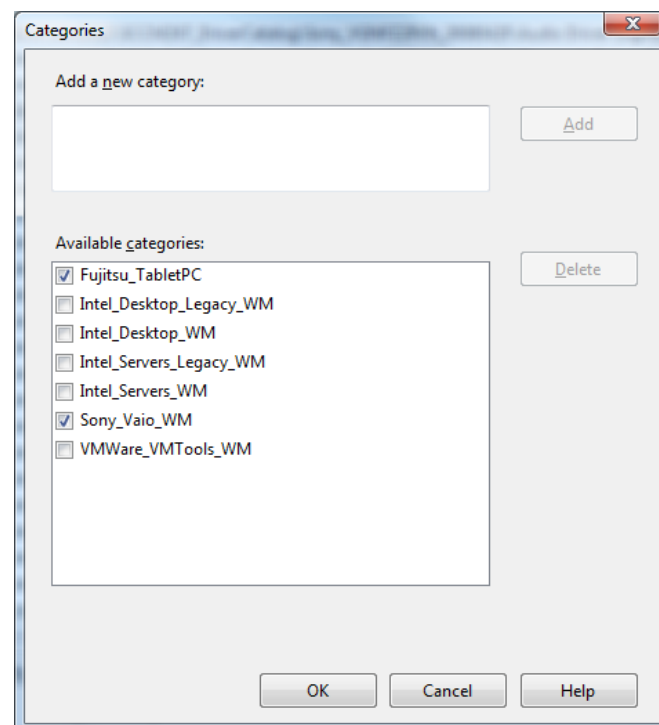 Categories
Add a new category:
Add
Available categories:
Delete
Fujitsu_TabletPC
Intel_Desktop_Legacy_WM
Intel_Desktop_WM
Intel_Servers_Legacy_WM
Intel_Servers_WM
Sony_Vaio_WM
VMWare_VMTools_WM
OK
Cancel
Help